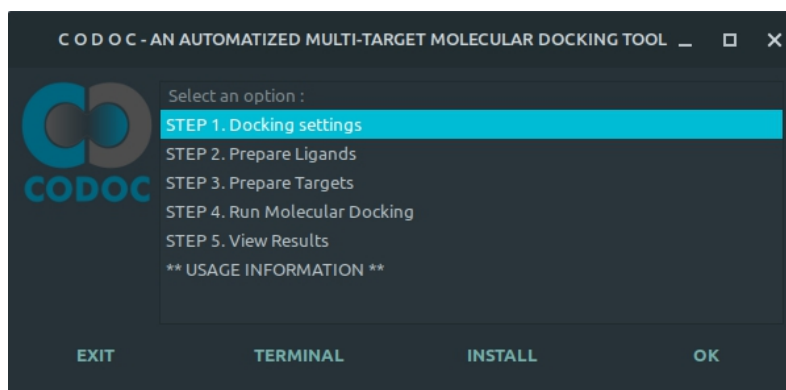 C O D O C - AN AUTOMATIZED MULTI-TARGET MOLECULAR DOCKING TOOL
CODOC
Select an option :
STEP 1. Docking settings
STEP 2. Prepare Ligands
STEP 3. Prepare Targets
STEP 4. Run Molecular Docking
STEP 5. View Results
** USAGE INFORMATION **
EXIT TERMINAL INSTALL OK